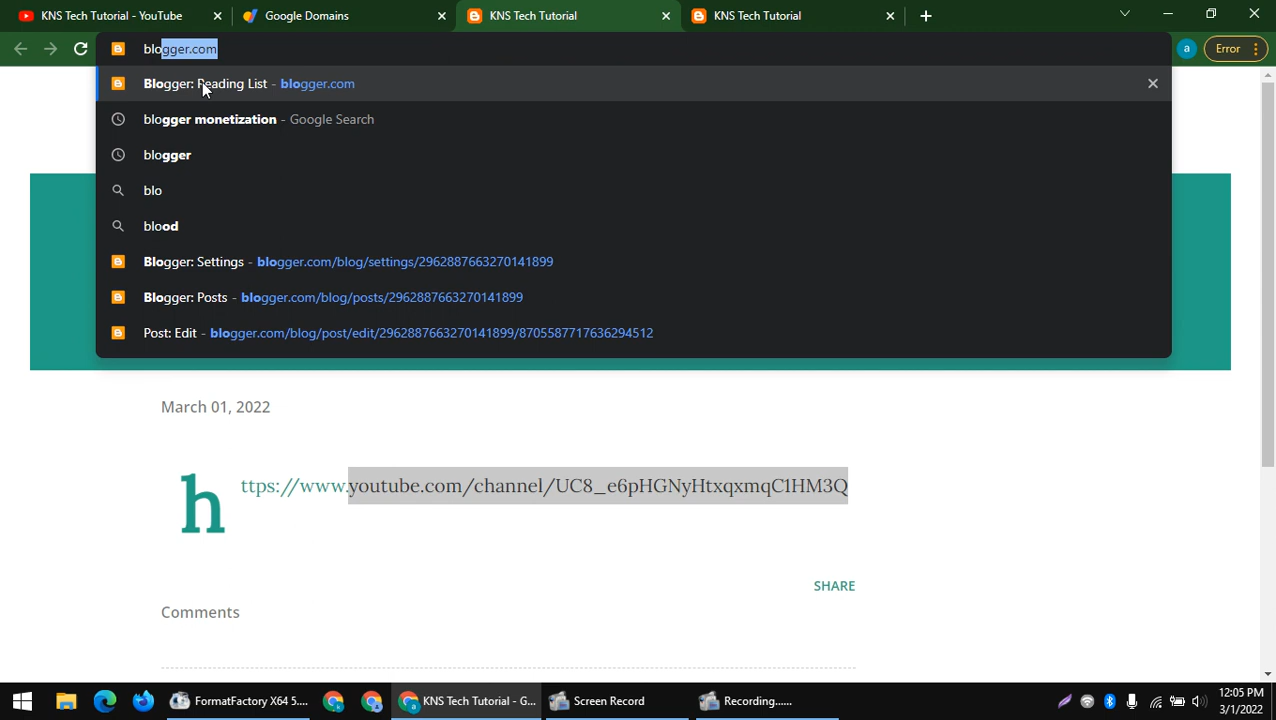 KNS Tech Tutorial - YouTube
Google Domains
KNS Tech Tutorial
KNS Tech Tutorial
blogger.com
a
Error
Blogger: Reading List - blogger.com
blogger monetization - Google Search
blogger
blo
blood
Blogger: Settings - blogger.com/blog/settings/2962887663270141899
Blogger: Posts - blogger.com/blog/posts/2962887663270141899
Post: Edit - blogger.com/blog/post/edit/2962887663270141899/8705587717636294512
March 01, 2022
https://www.youtube.com/channel/UC8_e6pHGNyHtxqxmqC1HM3Q
SHARE
Comments
FormatFactory X64 5....
KNS Tech Tutorial - G...
Screen Record
Recording......
12:05 PM
3/1/2022